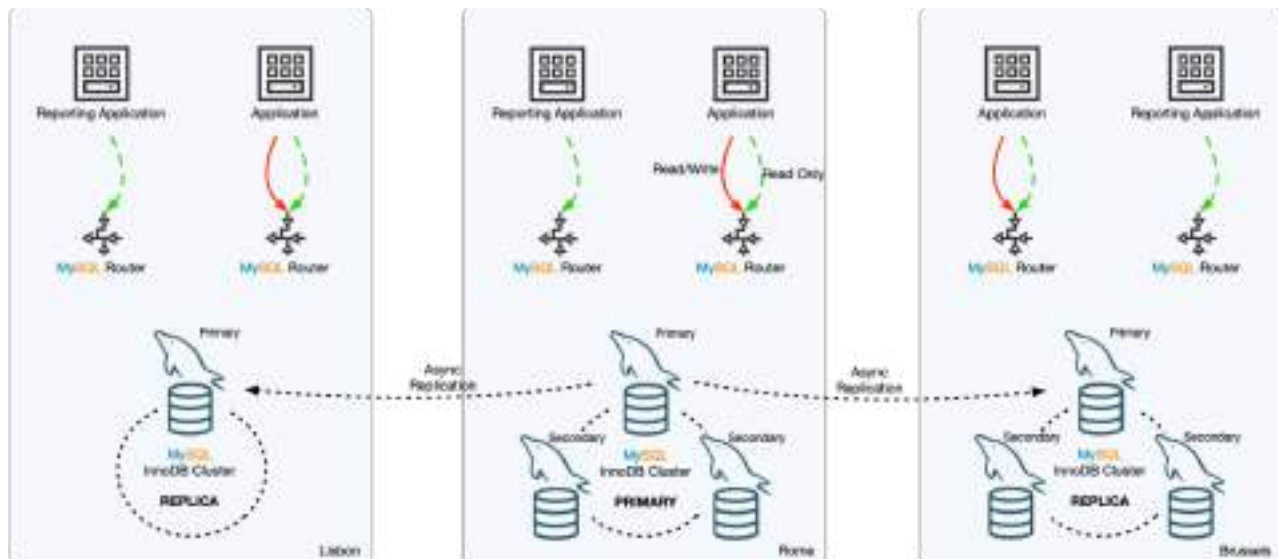 Reporting Application
Application
Reporting Application
Application
Application
Reporting Application
Read/Write
Read Only
MySQL Router
MySQL Router
MySQL Router
MySQL Router
MySQL Router
MySQL Router
Primary
Primary
Primary
Async
Replication
Async
Replication
Secondary
Secondary
Secondary
Secondary
MySQL
InnoDB Cluster
REPLICA
MySQL
InnoDB Cluster
PRIMARY
MySQL
InnoDB Cluster
REPLICA
Lisbon
Rome
Brussels